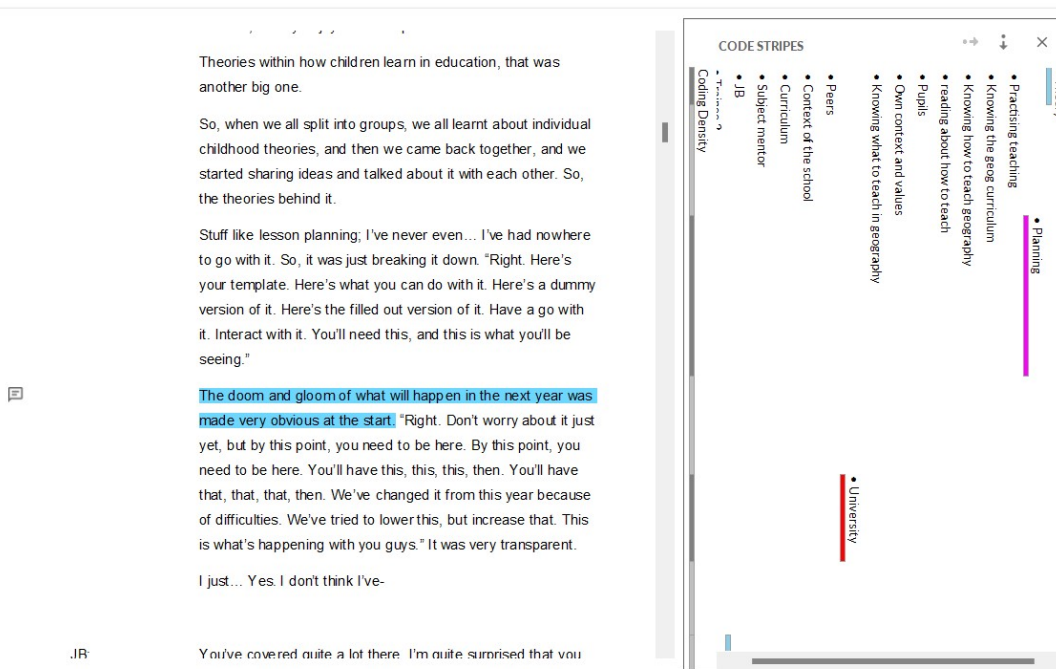 Theories within how children learn in education, that was
another big one.
So, when we all split into groups, we all learnt about individual
childhood theories, and then we came back together, and we
started sharing ideas and talked about it with each other. So,
the theories behind it.
Stuff like lesson planning; I've never even… I've had nowhere
to go with it. So, it was just breaking it down. “Right. Here's
your template. Here's what you can do with it. Here's a dummy
version of it. Here's the filled out version of it. Have a go with
it. Interact with it. You'll need this, and this is what you'll be
seeing.”
The doom and gloom of what will happen in the next year was
made very obvious at the start. “Right. Don't worry about it just
yet, but by this point, you need to be here. By this point, you
need to be here. You'll have this, this, this, then. You'll have
that, that, that, then. We've changed it from this year because
of difficulties. We've tried to lower this, but increase that. This
is what's happening with you guys.” It was very transparent.
I just… Yes. I don't think I've-
JB:
You've covered quite a lot there. I'm quite surprised that you
CODE STRIPES
Coding Density
• Trainee 2
• JB
• Subject mentor
• Curriculum
• Context of the school
• Peers
• University
• Knowing what to teach in geography
• Own context and values
• Pupils
• reading about how to teach
• Knowing how to teach geography
• Knowing the geog curriculum
• Practising teaching
• Planning